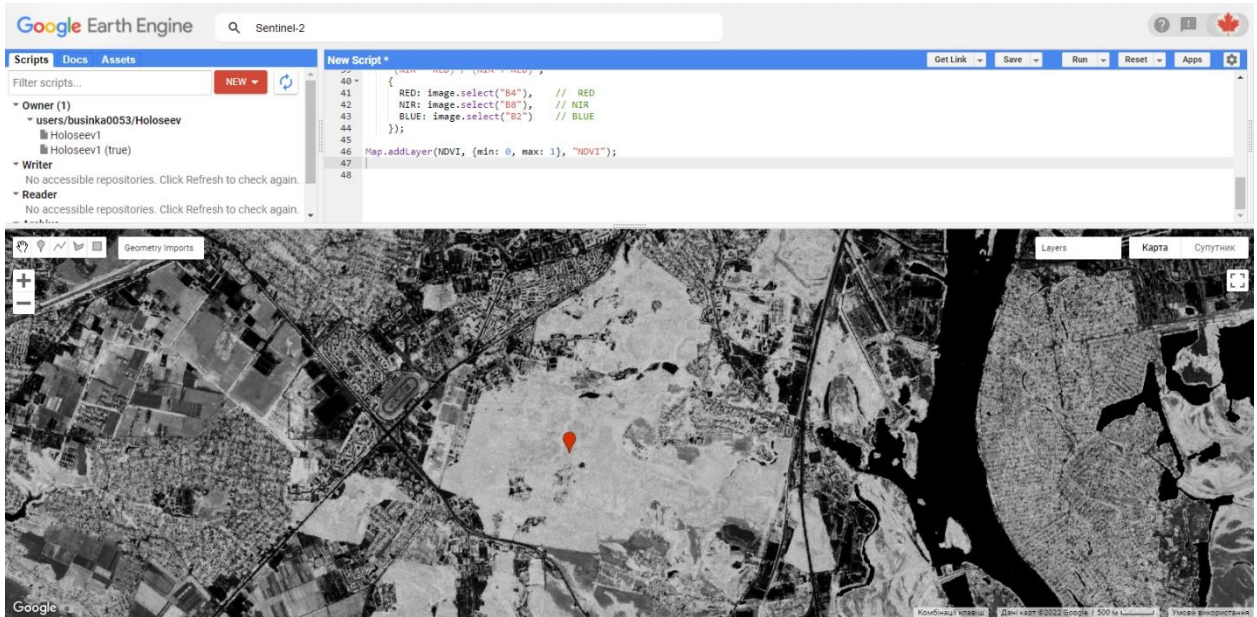 Google Earth Engine
Sentinel-2
Scripts Docs Assets
Filter scripts...
NEW
Owner (1)
users/businka0053/Holoseev
Holoseev1
Holoseev1 (true)
Writer
No accessible repositories. Click Refresh to check again.
Reader
No accessible repositories. Click Refresh to check again.
New Script *
Get Link Save Run Reset Apps
40 {
41 RED: image.select("B4"), // RED
42 NIR: image.select("B8"), // NIR
43 BLUE: image.select("B2") // BLUE
44 });
45
46 Map.addLayer(NDVI, {min: 0, max: 1}, "NDVI");
47
48
Geometry Imports
Layers
Карта Супутник
Google
Комбінації клавіш Дані карт ©2022 Google 500 м Умови використання